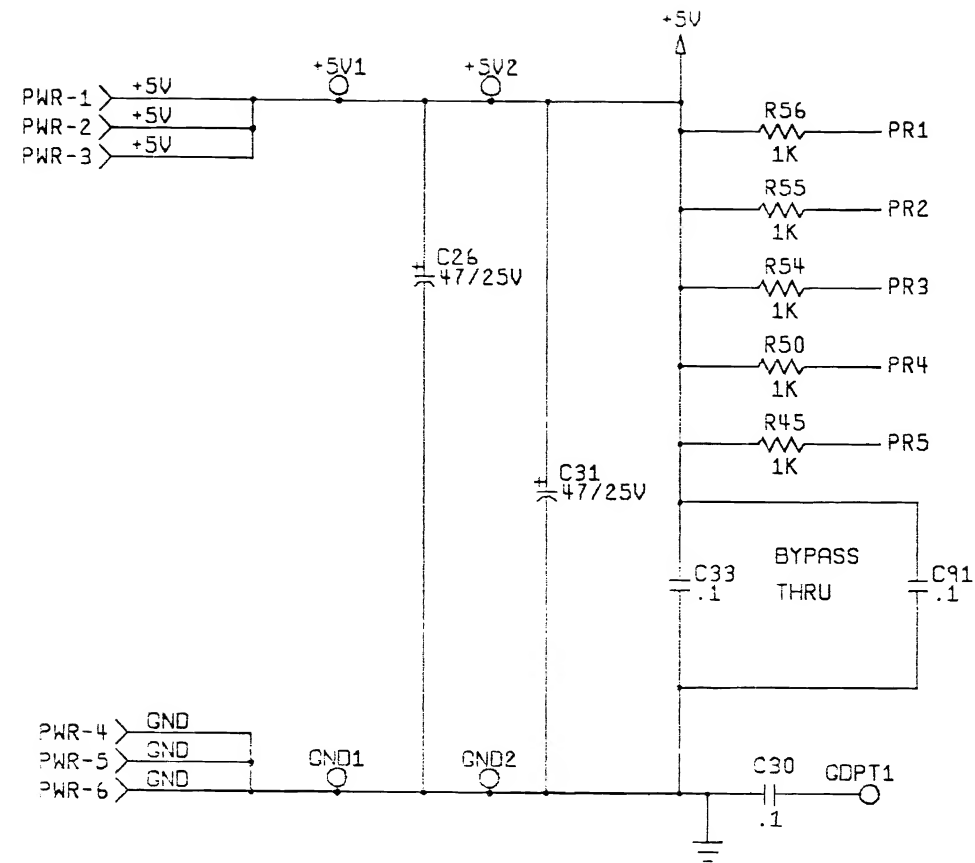 +5V
+5V1
+5V2
PWR-1 +5V
PWR-2 +5V
PWR-3 +5V
R56
1K
PR1
R55
1K
PR2
R54
1K
PR3
R50
1K
PR4
R45
1K
PR5
+ C26
47/25V
+ C31
47/25V
C33
.1
BYPASS
THRU
C91
.1
PWR-4 GND
PWR-5 GND
PWR-6 GND
GND1
GND2
C30
.1
GDPT1